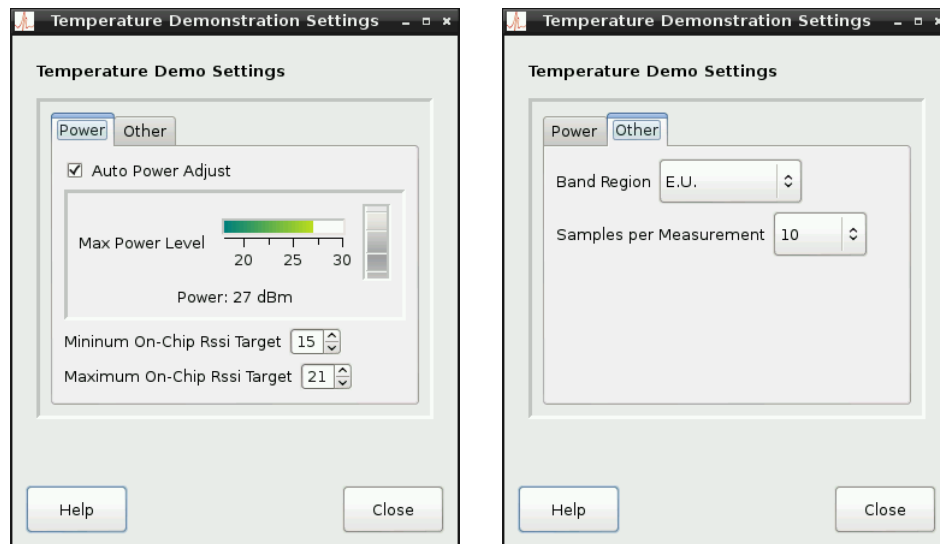 Temperature Demonstration Settings
Temperature Demo Settings
Power Other
Auto Power Adjust
Max Power Level
20 25 30
Power: 27 dBm
Mininum On-Chip Rssi Target 15
Maximum On-Chip Rssi Target 21
Help Close
Temperature Demonstration Settings
Temperature Demo Settings
Power Other
Band Region E.U.
Samples per Measurement 10
Help Close